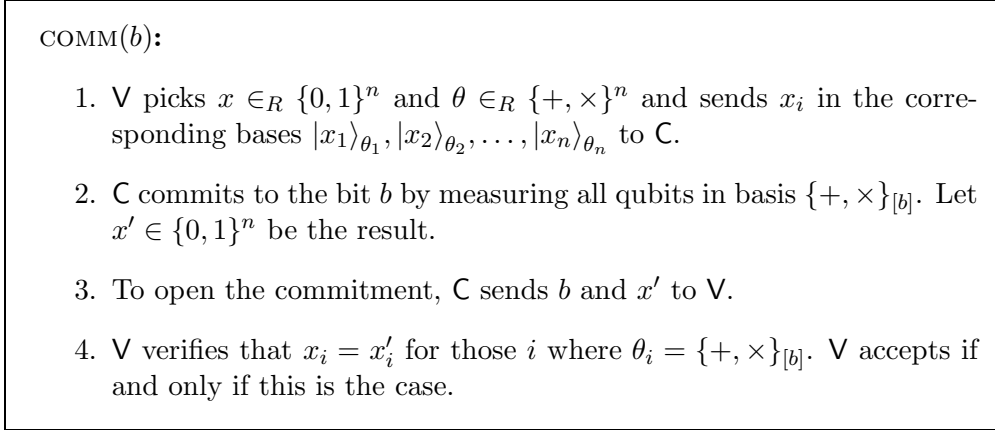 COMM(b):
1. V picks x ∈_R {0, 1}^n and θ ∈_R {+, ×}^n and sends x_i in the corre-
sponding bases |x_1⟩_{θ_1}, |x_2⟩_{θ_2}, . . . , |x_n⟩_{θ_n} to C.
2. C commits to the bit b by measuring all qubits in basis {+, ×}_{[b]}. Let
x′ ∈ {0, 1}^n be the result.
3. To open the commitment, C sends b and x′ to V.
4. V verifies that x_i = x′_i for those i where θ_i = {+, ×}_{[b]}. V accepts if
and only if this is the case.